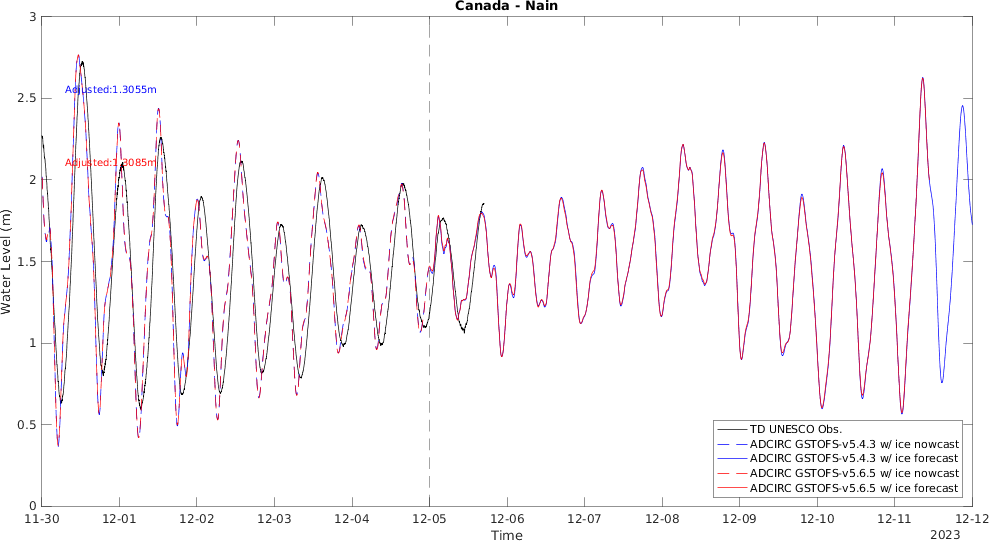 Canada - Nain
3
2.5
2
1.5
1
0.5
0
Water Level (m)
Adjusted:1.3055m
Adjusted:1.3085m
TD UNESCO Obs.
ADCIRC GSTOFS-v5.4.3 w/ ice nowcast
ADCIRC GSTOFS-v5.4.3 w/ ice forecast
ADCIRC GSTOFS-v5.6.5 w/ ice nowcast
ADCIRC GSTOFS-v5.6.5 w/ ice forecast
11-30 12-01 12-02 12-03 12-04 12-05 12-06 12-07 12-08 12-09 12-10 12-11 12-12
Time
2023